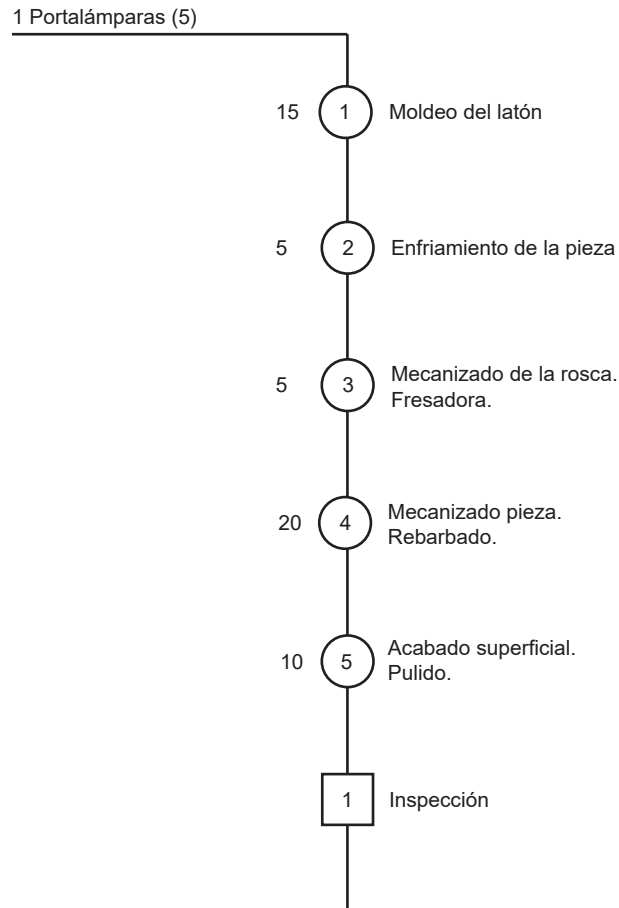 1 Portalámparas (5)
15 1 Moldeo del latón
5 2 Enfriamiento de la pieza
5 3 Mecanizado de la rosca.
Fresadora.
20 4 Mecanizado pieza.
Rebarbado.
10 5 Acabado superficial.
Pulido.
1 Inspección